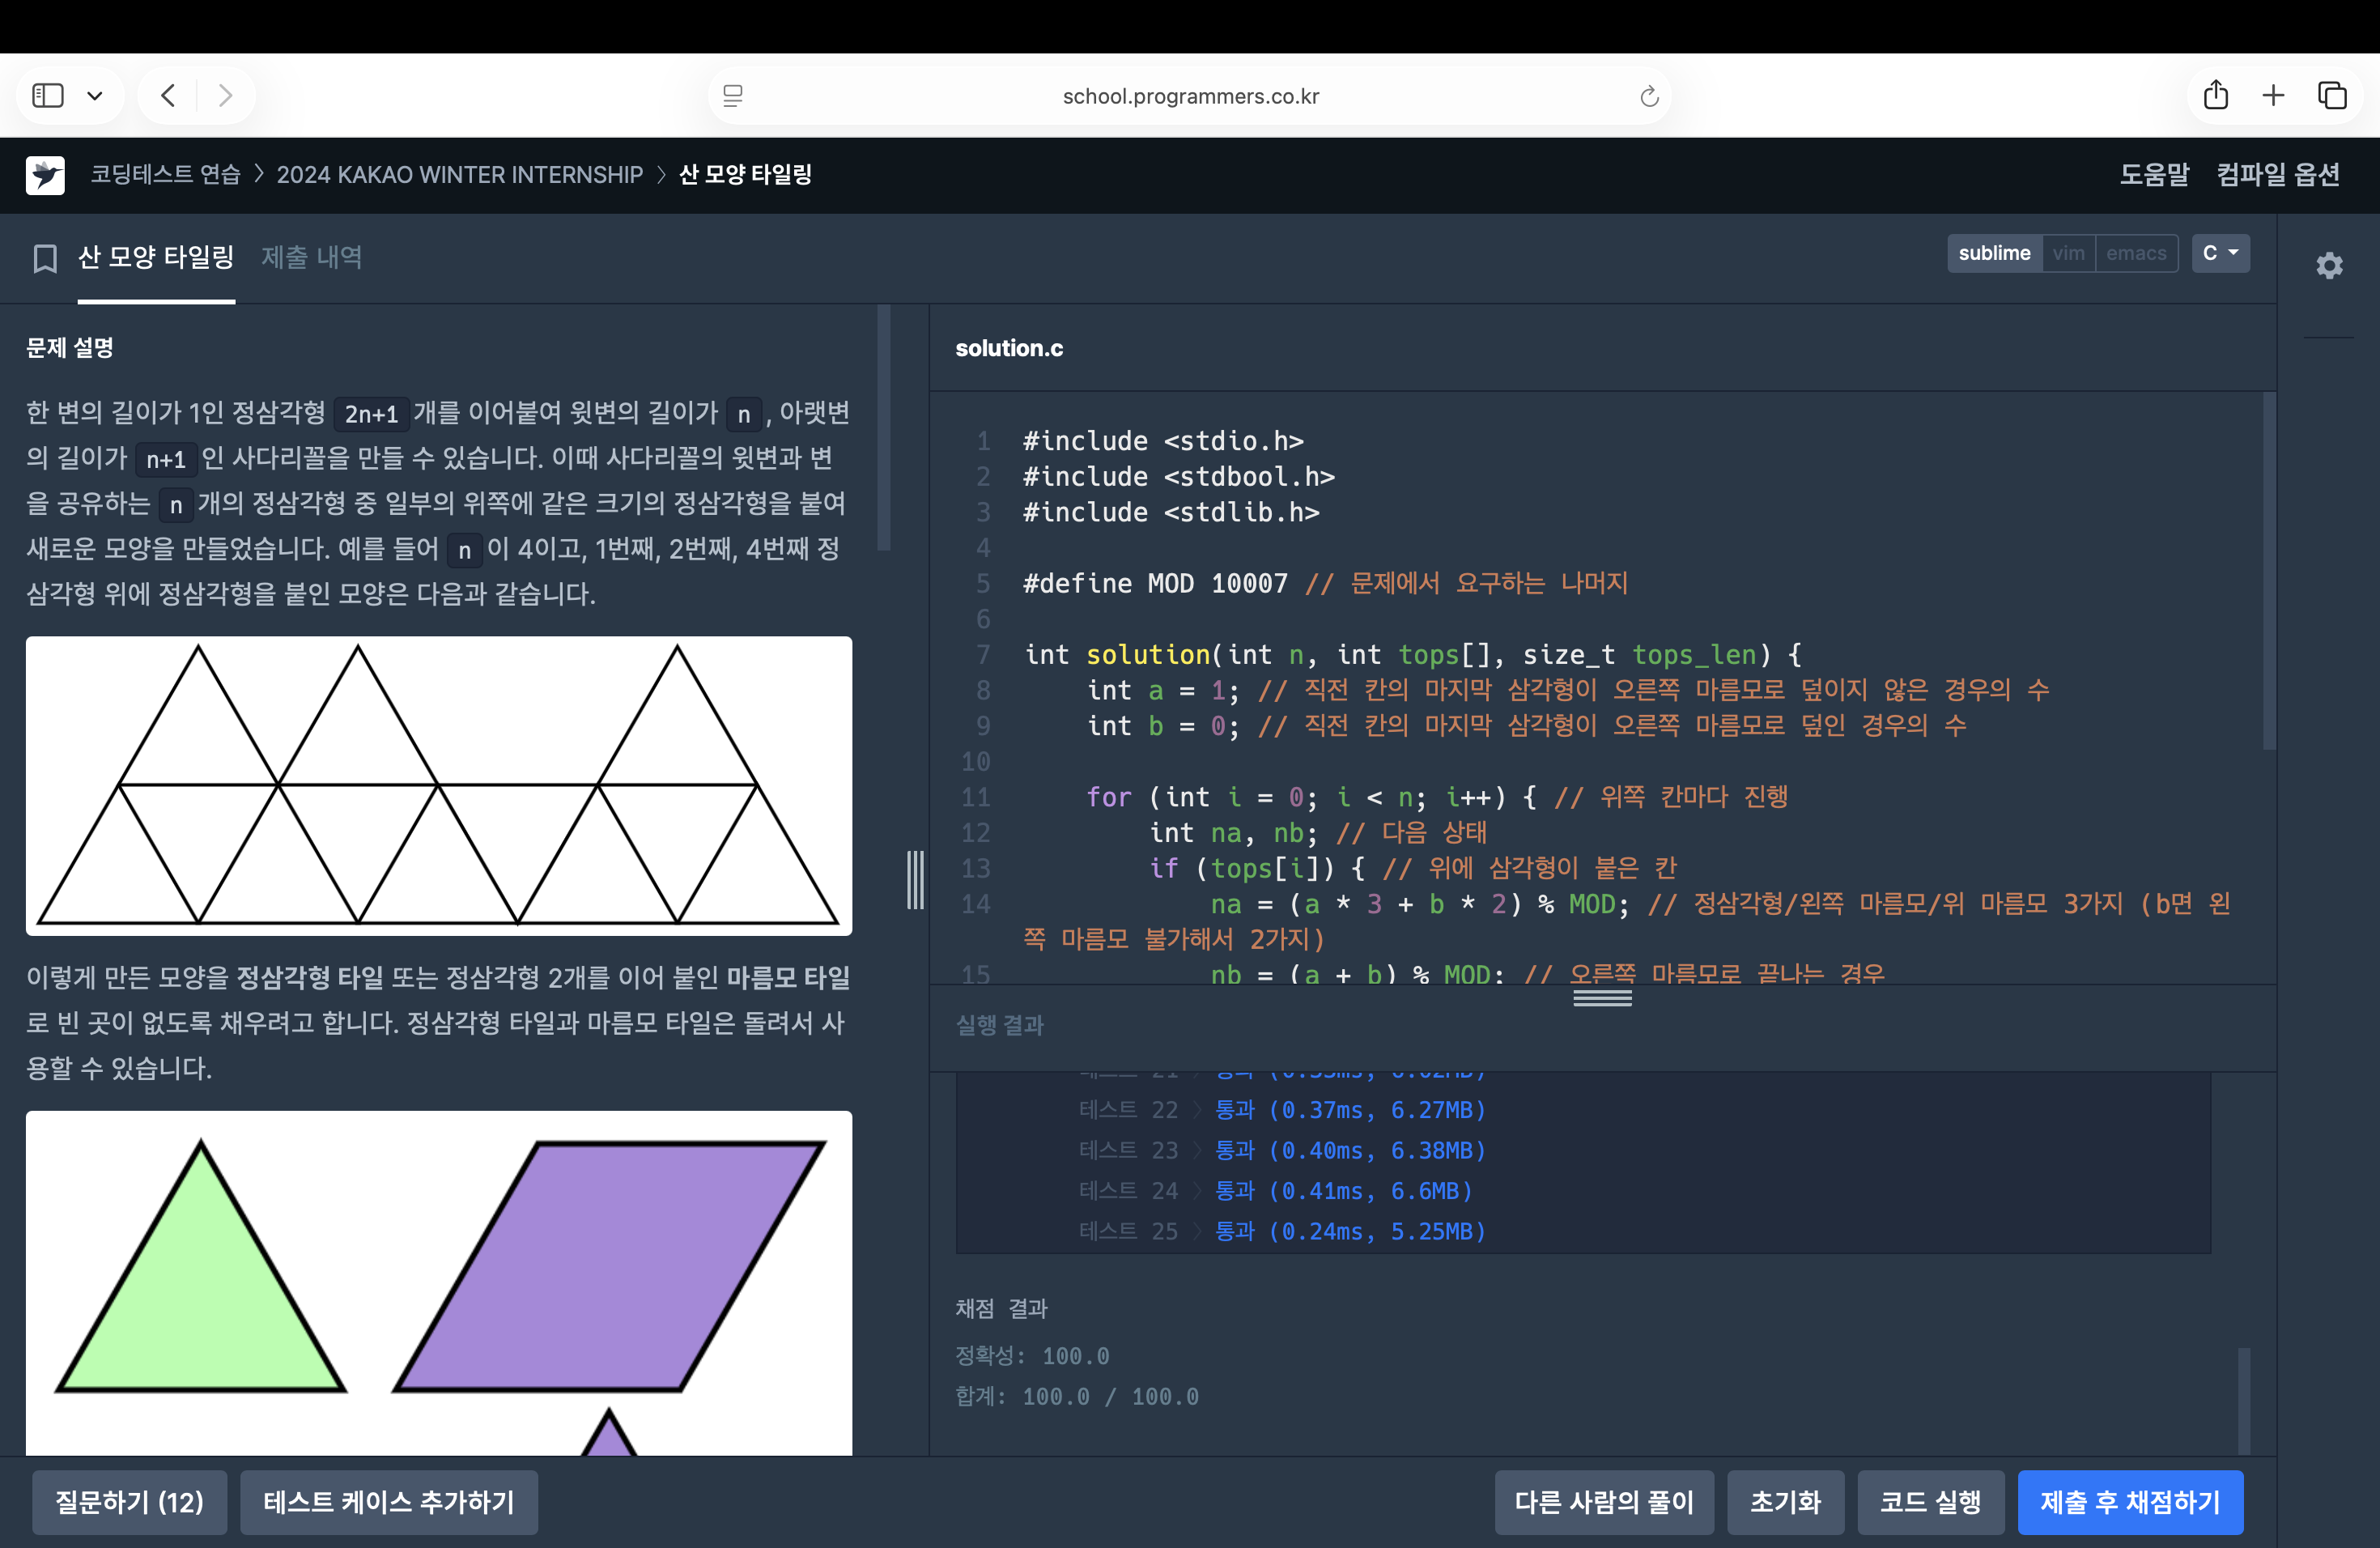 school.programmers.co.kr
코딩테스트 연습 > 2024 KAKAO WINTER INTERNSHIP > 산 모양 타일링
도움말 컴파일 옵션
산 모양 타일링 제출 내역
sublime vim emacs C
문제 설명
한 변의 길이가 1인 정삼각형 2n+1 개를 이어붙여 윗변의 길이가 n , 아랫변
의 길이가 n+1 인 사다리꼴을 만들 수 있습니다. 이때 사다리꼴의 윗변과 변
을 공유하는 n 개의 정삼각형 중 일부의 위쪽에 같은 크기의 정삼각형을 붙여
새로운 모양을 만들었습니다. 예를 들어 n 이 4이고, 1번째, 2번째, 4번째 정
삼각형 위에 정삼각형을 붙인 모양은 다음과 같습니다.
이렇게 만든 모양을 정삼각형 타일 또는 정삼각형 2개를 이어 붙인 마름모 타일
로 빈 곳이 없도록 채우려고 합니다. 정삼각형 타일과 마름모 타일은 돌려서 사
용할 수 있습니다.
solution.c
1 #include <stdio.h>
2 #include <stdbool.h>
3 #include <stdlib.h>
4
5 #define MOD 10007 // 문제에서 요구하는 나머지
6
7 int solution(int n, int tops[], size_t tops_len) {
8 int a = 1; // 직전 칸의 마지막 삼각형이 오른쪽 마름모로 덮이지 않은 경우의 수
9 int b = 0; // 직전 칸의 마지막 삼각형이 오른쪽 마름모로 덮인 경우의 수
10
11 for (int i = 0; i < n; i++) { // 위쪽 칸마다 진행
12 int na, nb; // 다음 상태
13 if (tops[i]) { // 위에 삼각형이 붙은 칸
14 na = (a * 3 + b * 2) % MOD; // 정삼각형/왼쪽 마름모/위 마름모 3가지 (b면 왼
쪽 마름모 불가해서 2가지)
15 nb = (a + b) % MOD; // 오른쪽 마름모로 끝나는 경우
실행 결과
테스트 21 > 통과 (0.35ms, 6.02MB)
테스트 22 > 통과 (0.37ms, 6.27MB)
테스트 23 > 통과 (0.40ms, 6.38MB)
테스트 24 > 통과 (0.41ms, 6.6MB)
테스트 25 > 통과 (0.24ms, 5.25MB)
채점 결과
정확성: 100.0
합계: 100.0 / 100.0
질문하기 (12) 테스트 케이스 추가하기 다른 사람의 풀이 초기화 코드 실행 제출 후 채점하기